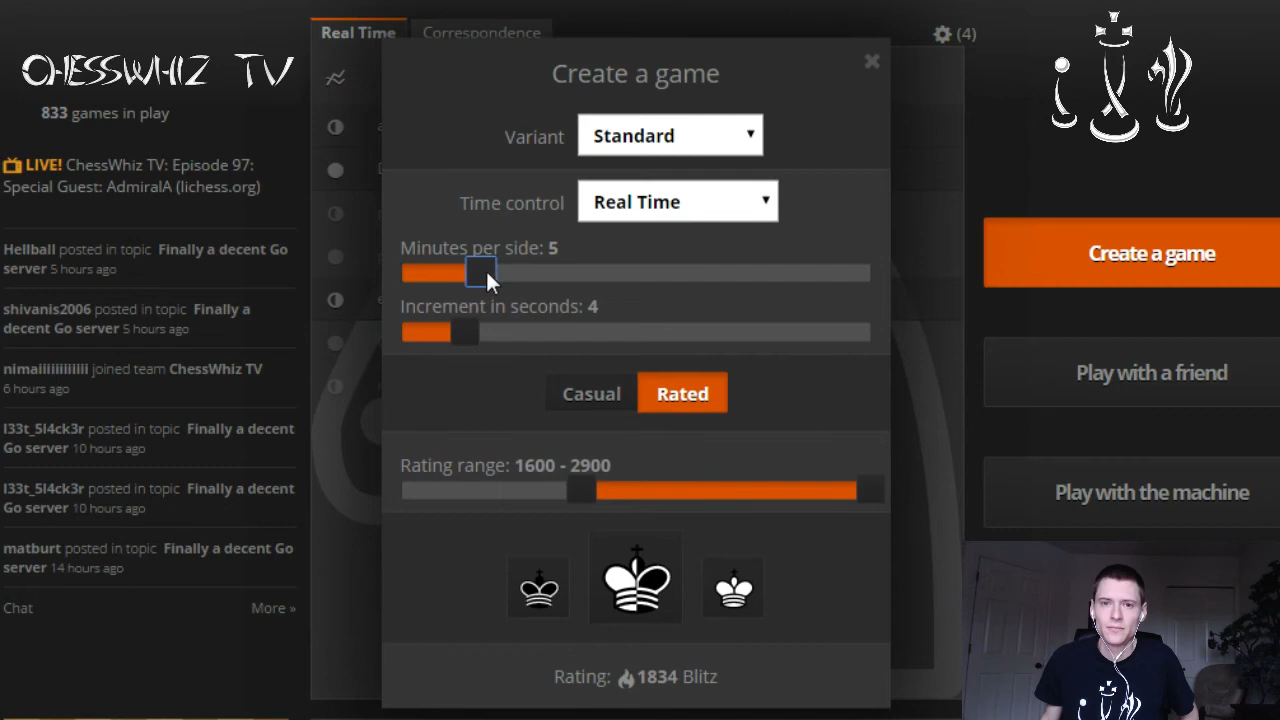 CHESSWHIZ TV
833 games in play
LIVE! ChessWhiz TV: Episode 97:
Special Guest: AdmiralA (lichess.org)
Hellball posted in topic Finally a decent Go
server 5 hours ago
shivanis2006 posted in topic Finally a
decent Go server 5 hours ago
nimaiiiiiiiiiii joined team ChessWhiz TV
6 hours ago
l33t_5l4ck3r posted in topic Finally a decent
Go server 10 hours ago
l33t_5l4ck3r posted in topic Finally a decent
Go server 10 hours ago
matburt posted in topic Finally a decent Go
server 14 hours ago
Chat More »
Real Time Correspondence (4)
Create a game
Variant Standard
Time control Real Time
Minutes per side: 5
Increment in seconds: 4
Casual Rated
Rating range: 1600 - 2900
Rating: 1834 Blitz
Create a game
Play with a friend
Play with the machine